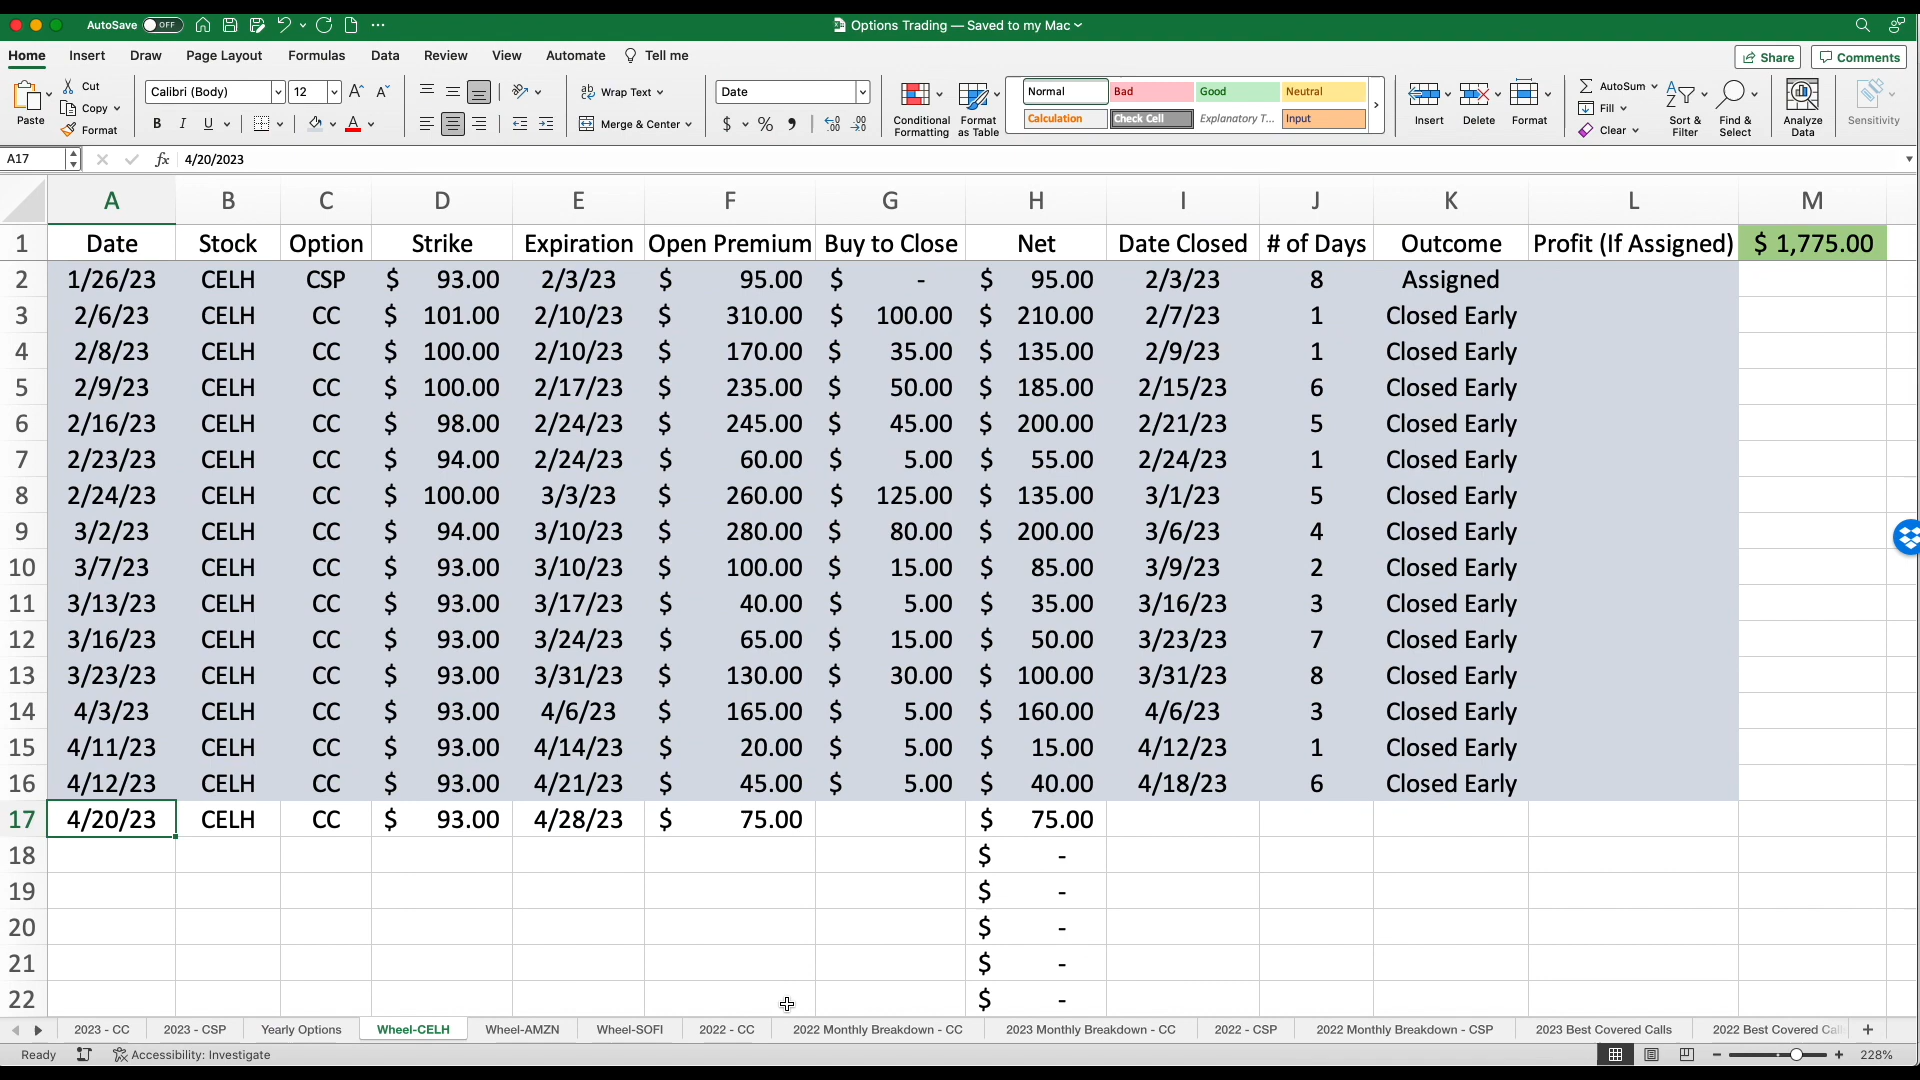 AutoSave OFF
Options Trading — Saved to my Mac
Home Insert Draw Page Layout Formulas Data Review View Automate Tell me Share Comments
Paste Cut Copy Format
Calibri (Body) 12
Wrap Text Merge & Center
Date
Conditional Formatting Format as Table
Normal Bad Good Neutral
Calculation Check Cell Explanatory T... Input
Insert Delete Format
AutoSum Fill Clear
Sort & Filter Find & Select Analyze Data Sensitivity
A17 fx 4/20/2023
A B C D E F G H I J K L M
1 Date Stock Option Strike Expiration Open Premium Buy to Close Net Date Closed # of Days Outcome Profit (If Assigned) $ 1,775.00
2 1/26/23 CELH CSP $ 93.00 2/3/23 $ 95.00 $ - $ 95.00 2/3/23 8 Assigned
3 2/6/23 CELH CC $ 101.00 2/10/23 $ 310.00 $ 100.00 $ 210.00 2/7/23 1 Closed Early
4 2/8/23 CELH CC $ 100.00 2/10/23 $ 170.00 $ 35.00 $ 135.00 2/9/23 1 Closed Early
5 2/9/23 CELH CC $ 100.00 2/17/23 $ 235.00 $ 50.00 $ 185.00 2/15/23 6 Closed Early
6 2/16/23 CELH CC $ 98.00 2/24/23 $ 245.00 $ 45.00 $ 200.00 2/21/23 5 Closed Early
7 2/23/23 CELH CC $ 94.00 2/24/23 $ 60.00 $ 5.00 $ 55.00 2/24/23 1 Closed Early
8 2/24/23 CELH CC $ 100.00 3/3/23 $ 260.00 $ 125.00 $ 135.00 3/1/23 5 Closed Early
9 3/2/23 CELH CC $ 94.00 3/10/23 $ 280.00 $ 80.00 $ 200.00 3/6/23 4 Closed Early
10 3/7/23 CELH CC $ 93.00 3/10/23 $ 100.00 $ 15.00 $ 85.00 3/9/23 2 Closed Early
11 3/13/23 CELH CC $ 93.00 3/17/23 $ 40.00 $ 5.00 $ 35.00 3/16/23 3 Closed Early
12 3/16/23 CELH CC $ 93.00 3/24/23 $ 65.00 $ 15.00 $ 50.00 3/23/23 7 Closed Early
13 3/23/23 CELH CC $ 93.00 3/31/23 $ 130.00 $ 30.00 $ 100.00 3/31/23 8 Closed Early
14 4/3/23 CELH CC $ 93.00 4/6/23 $ 165.00 $ 5.00 $ 160.00 4/6/23 3 Closed Early
15 4/11/23 CELH CC $ 93.00 4/14/23 $ 20.00 $ 5.00 $ 15.00 4/12/23 1 Closed Early
16 4/12/23 CELH CC $ 93.00 4/21/23 $ 45.00 $ 5.00 $ 40.00 4/18/23 6 Closed Early
17 4/20/23 CELH CC $ 93.00 4/28/23 $ 75.00 $ 75.00
18 $ -
19 $ -
20 $ -
21 $ -
22 $ -
2023 - CC 2023 - CSP Yearly Options Wheel-CELH Wheel-AMZN Wheel-SOFI 2022 - CC 2022 Monthly Breakdown - CC 2023 Monthly Breakdown - CC 2022 - CSP 2022 Monthly Breakdown - CSP 2023 Best Covered Calls 2022 Best Covered Cal
Ready Accessibility: Investigate 228%